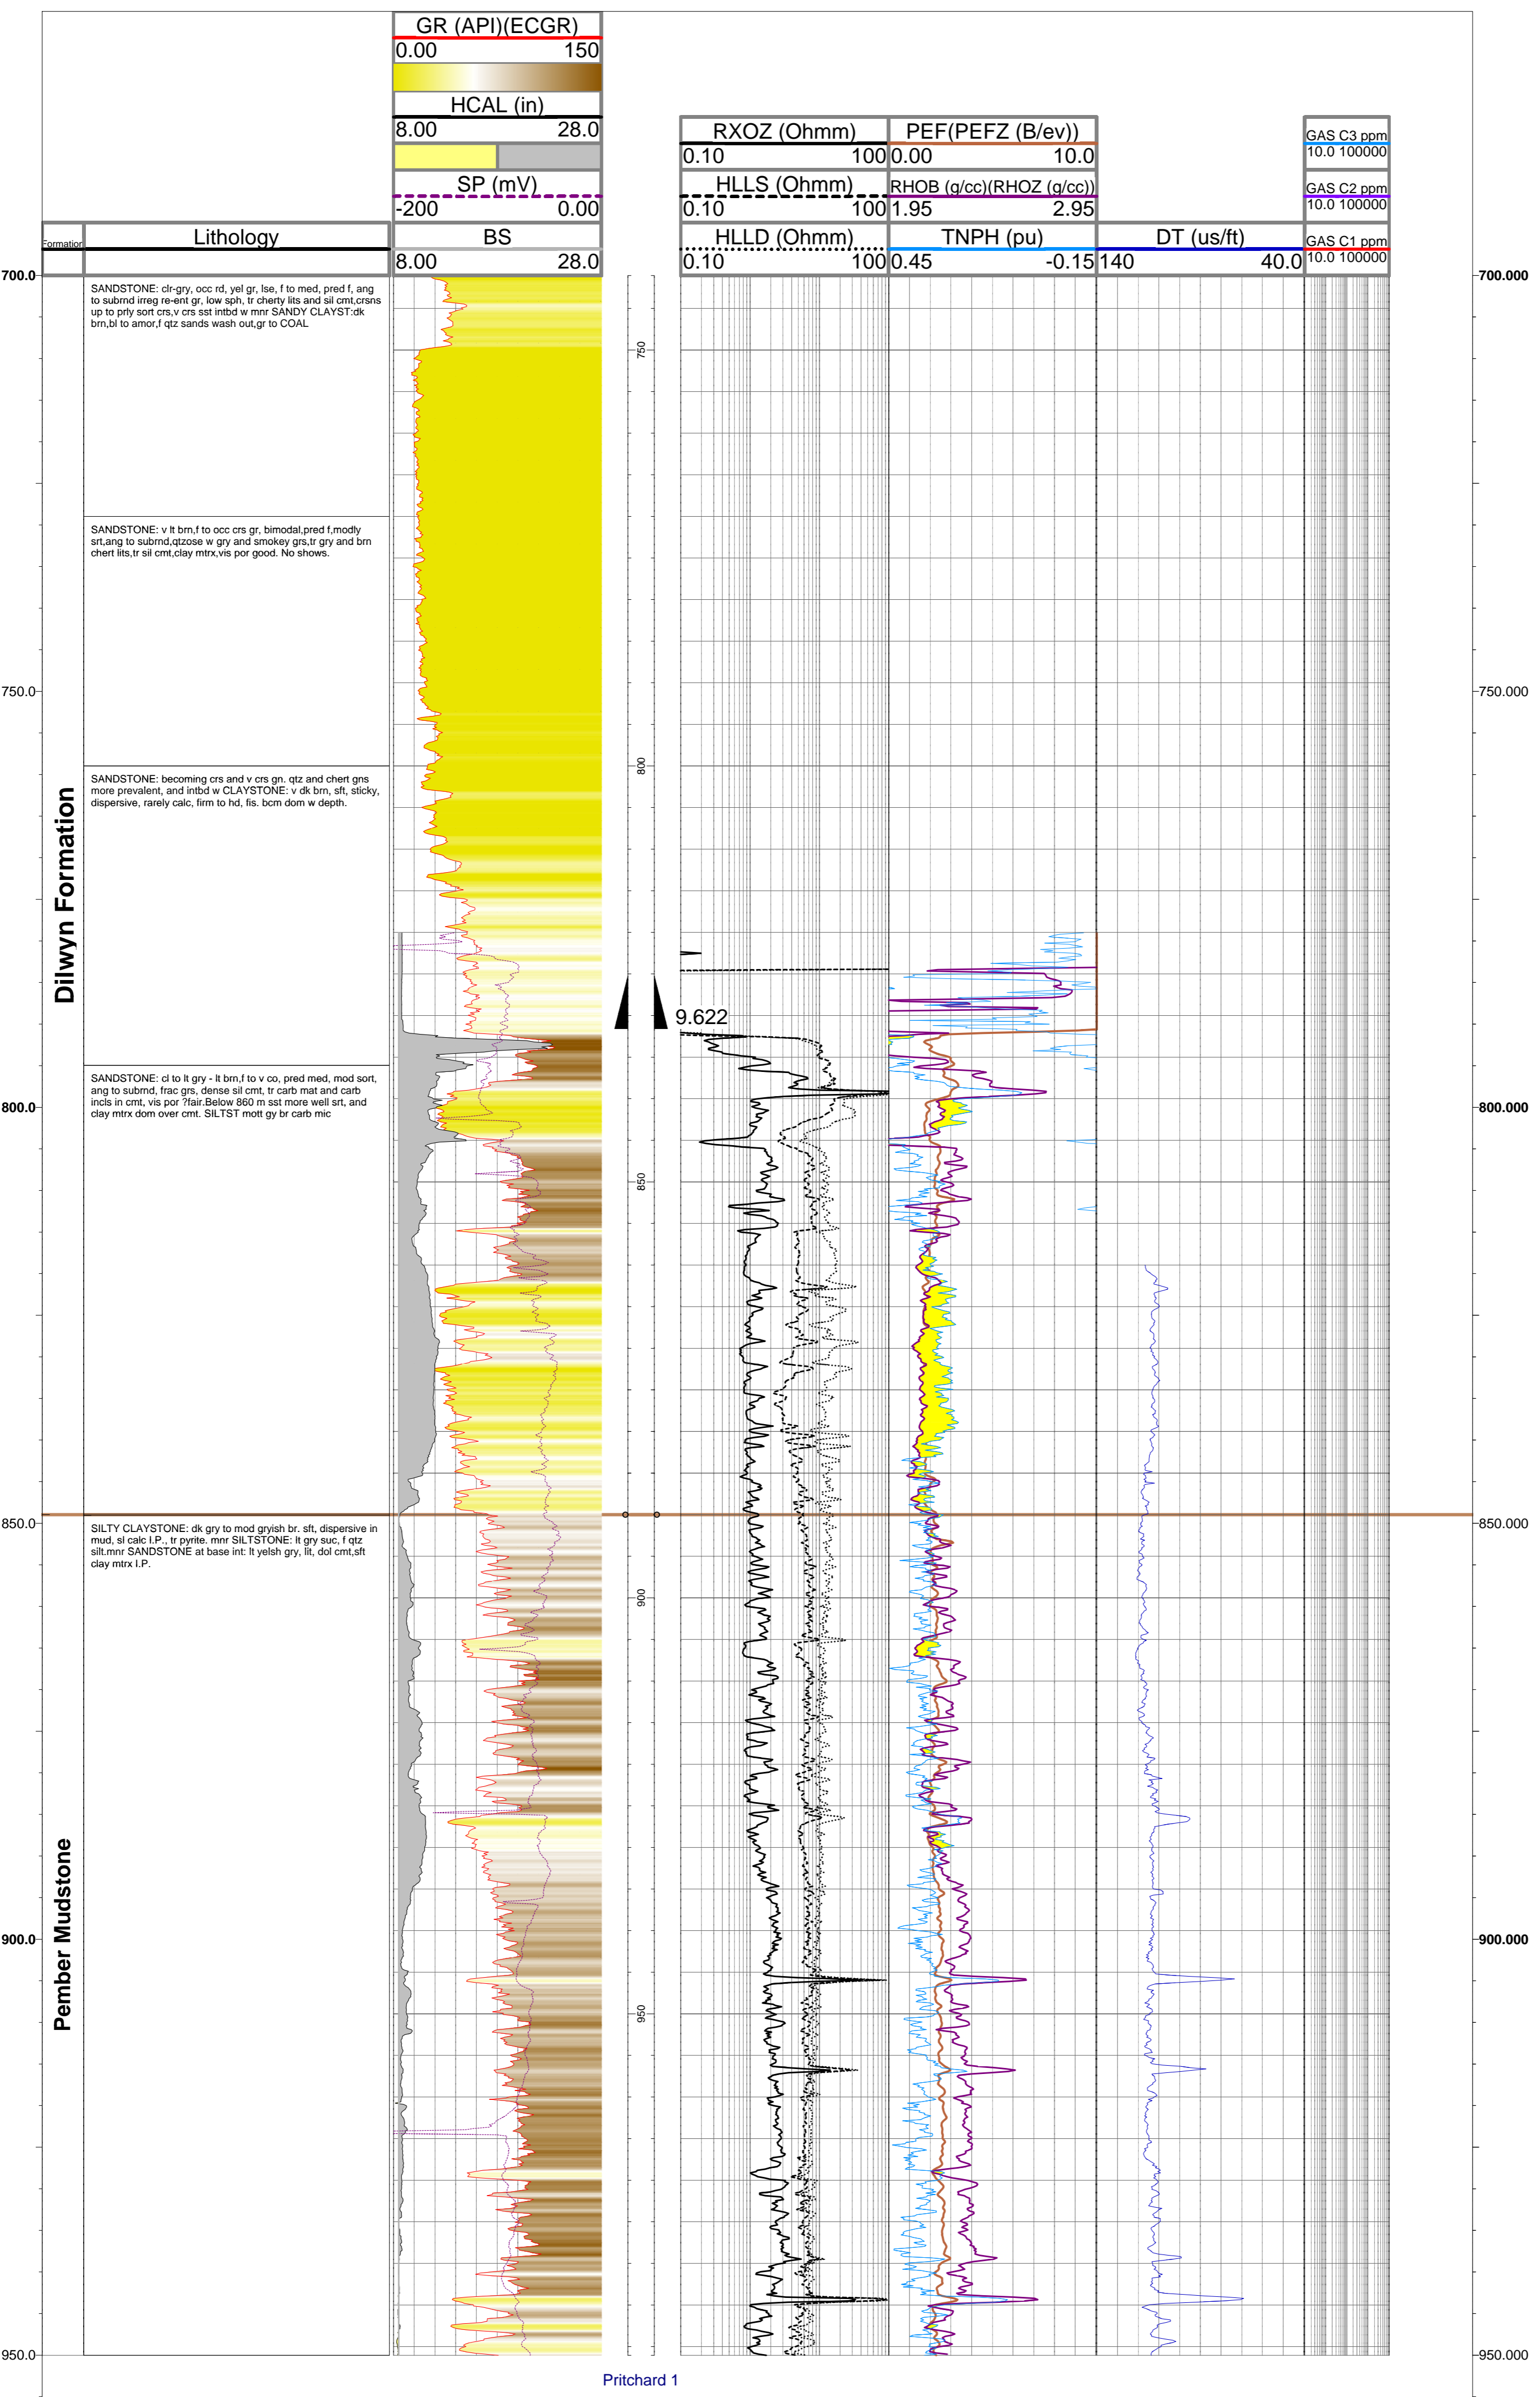 GR (API)(ECGR)
0.00 150
HCAL (in)
8.00 28.0
SP (mV)
-200 0.00
BS
8.00 28.0
RXOZ (Ohmm)
0.10 100
HLLS (Ohmm)
0.10 100
HLLD (Ohmm)
0.10 100
PEF(PEFZ (B/ev))
0.00 10.0
RHOB (g/cc)(RHOZ (g/cc))
1.95 2.95
TNPH (pu)
0.45 -0.15
DT (us/ft)
140 40.0
GAS C3 ppm
10.0 100000
GAS C2 ppm
10.0 100000
GAS C1 ppm
10.0 100000
Formation
Lithology
700.0
750.0
800.0
850.0
900.0
950.0
Dilwyn Formation
Pember Mudstone
SANDSTONE: clr-gry, occ rd, yel gr, lse, f to med, pred f, ang
to subrnd irreg re-ent gr, low sph, tr cherty lits and sil cmt,crsns
up to prly sort crs,v crs sst intbd w mnr SANDY CLAYST:dk
brn,bl to amor,f qtz sands wash out,gr to COAL
SANDSTONE: v lt brn,f to occ crs gr, bimodal,pred f,modly
srt,ang to subrnd,qtzose w gry and smokey grs,tr gry and brn
chert lits,tr sil cmt,clay mtrx,vis por good. No shows.
SANDSTONE: becoming crs and v crs gn. qtz and chert gns
more prevalent, and intbd w CLAYSTONE: v dk brn, sft, sticky,
dispersive, rarely calc, firm to hd, fis. bcm dom w depth.
SANDSTONE: cl to lt gry - lt brn,f to v co, pred med, mod sort,
ang to subrnd, frac grs, dense sil cmt, tr carb mat and carb
incls in cmt, vis por ?fair.Below 860 m sst more well srt, and
clay mtrx dom over cmt. SILTST mott gy br carb mic
SILTY CLAYSTONE: dk gry to mod gryish br. sft, dispersive in
mud, sl calc I.P., tr pyrite. mnr SILTSTONE: lt gry suc, f qtz
silt.mnr SANDSTONE at base int: lt yelsh gry, lit, dol cmt,sft
clay mtrx I.P.
750
800
850
900
950
9.622
700.000
750.000
800.000
850.000
900.000
950.000
Pritchard 1